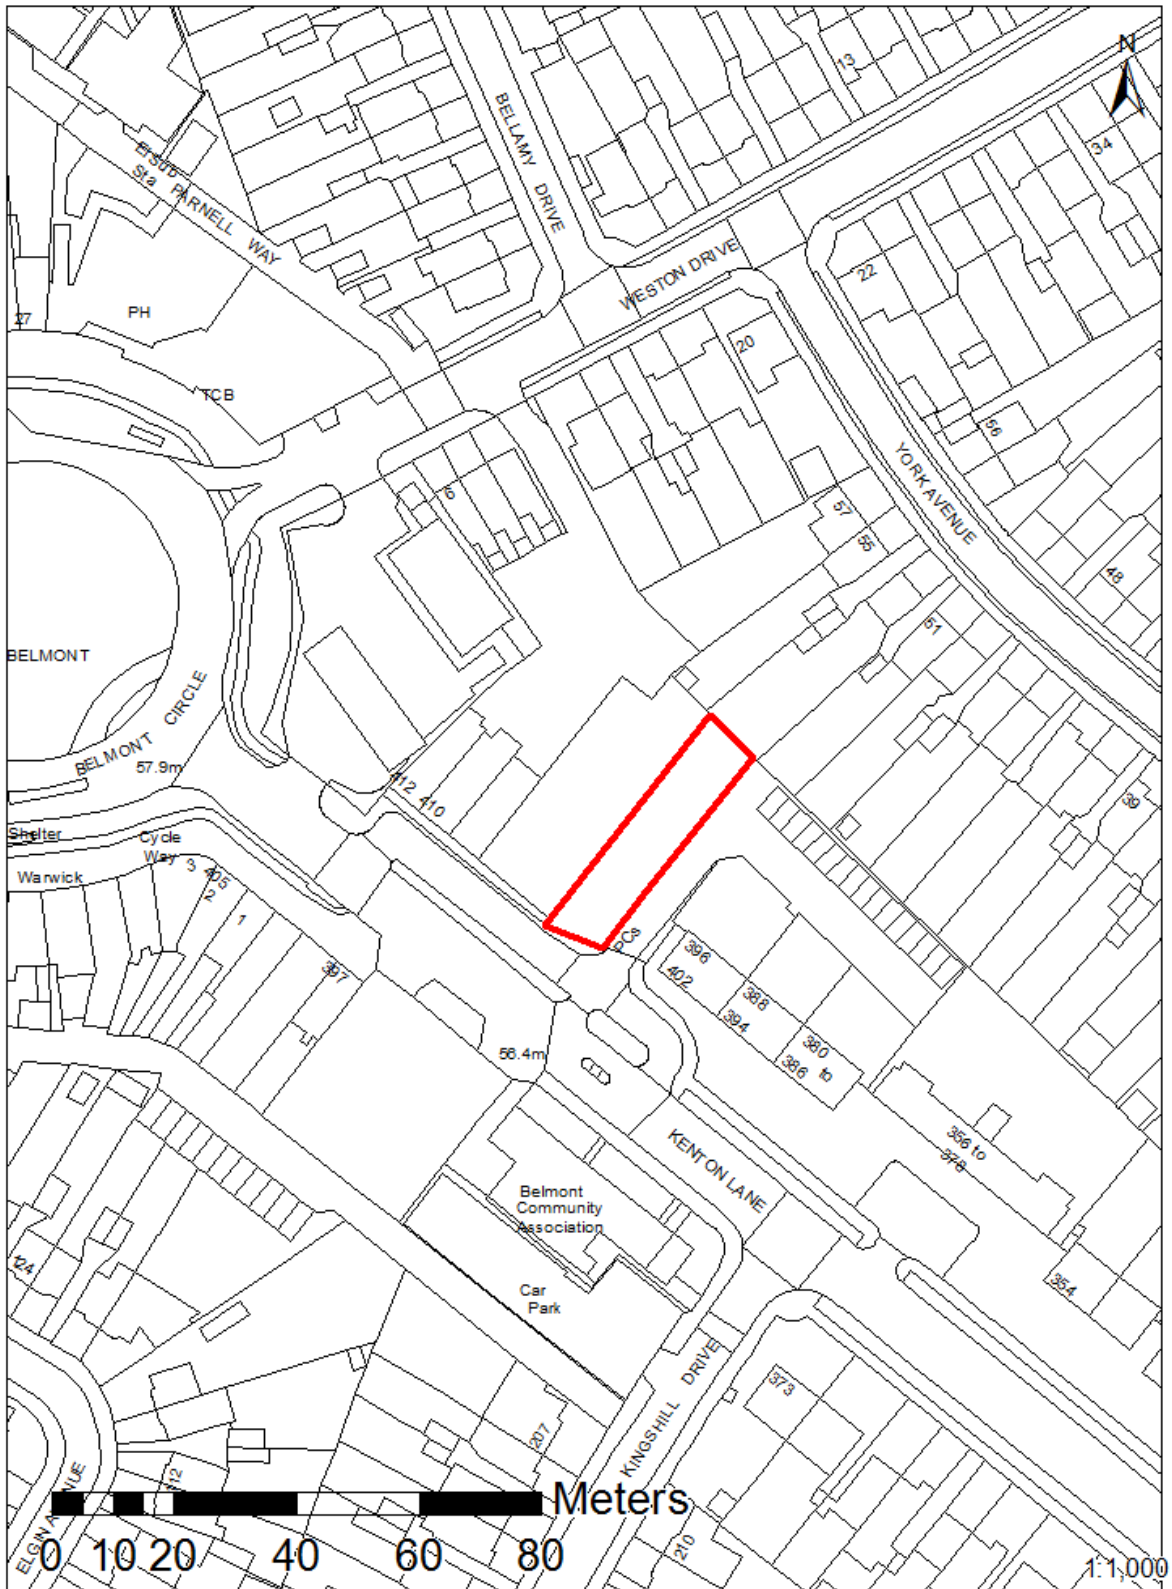 N
13
34
BELLAMY DRIVE
El Sub
Sta
PARNELL WAY
WESTON DRIVE
22
PH
27
20
TCB
56
YORK AVENUE
6
57
55
48
51
BELMONT
BELMONT CIRCLE
57.9m
412
410
39
Shelter
Cycle
Way
Warwick
3
405
2
1
PCs
397
396
402
388
394
380
386 to
56.4m
KENTON LANE
356 to
378
Belmont
Community
Association
124
Car
Park
354
KINGSHILL DRIVE
373
207
112
ELGIN AVENUE
210
Meters
0 10 20 40 60 80
1:1,000